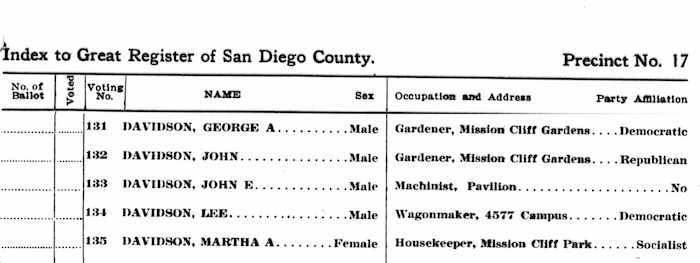 Index to Great Register of San Diego County. Precinct No. 17
No. of Ballot Voted Voting No. NAME Sex Occupation and Address Party Affiliation
131 DAVIDSON, GEORGE A..........Male Gardener, Mission Cliff Gardens....Democratic
132 DAVIDSON, JOHN...............Male Gardener, Mission Cliff Gardens....Republican
133 DAVIDSON, JOHN E.............Male Machinist, Pavilion......................No
134 DAVIDSON, LEE................Male Wagonmaker, 4577 Campus.......Democratic
135 DAVIDSON, MARTHA A........Female Housekeeper, Mission Cliff Park......Socialist